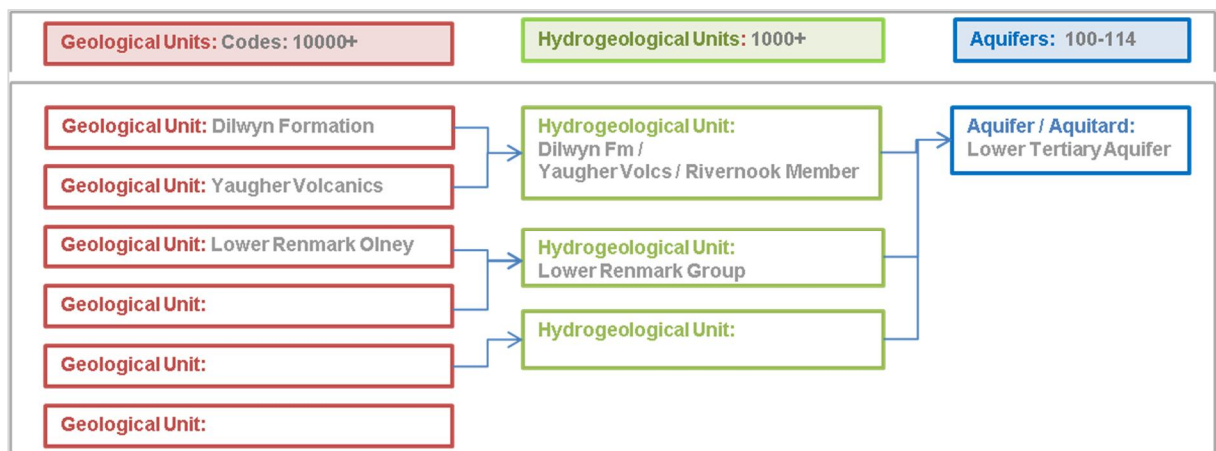 Geological Units: Codes: 10000+
Hydrogeological Units: 1000+
Aquifers: 100-114
Geological Unit: Dilwyn Formation
Geological Unit: Yaugher Volcanics
Geological Unit: Lower Renmark Olney
Geological Unit:
Geological Unit:
Geological Unit:
Hydrogeological Unit:
Dilwyn Fm /
Yaugher Volcs / Rivernook Member
Hydrogeological Unit:
Lower Renmark Group
Hydrogeological Unit:
Aquifer / Aquitard:
Lower Tertiary Aquifer